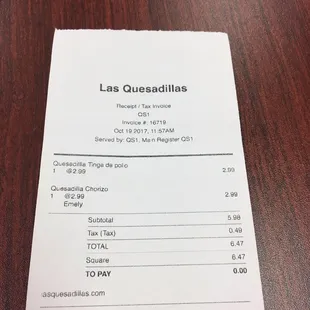 Las Quesadillas
Receipt / Tax Invoice
QS1
Invoice #: 16719
Oct 19 2017, 11:57AM
Served by: QS1, Main Register QS1
Quesadilla Tinga de pollo
1 @2.99 2.99
Quesadilla Chorizo
1 @2.99 2.99
Emely
Subtotal 5.98
Tax (Tax) 0.49
TOTAL 6.47
Square 6.47
TO PAY 0.00
lasquesadillas.com